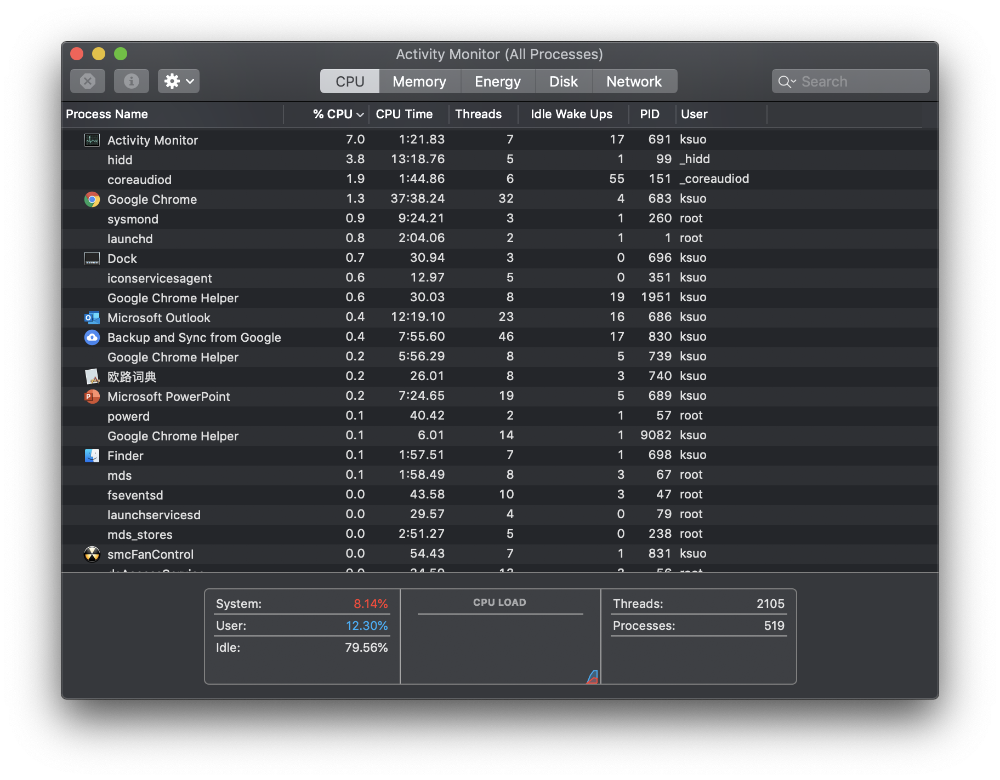 Activity Monitor (All Processes)
CPU Memory Energy Disk Network Search
Process Name % CPU CPU Time Threads Idle Wake Ups PID User
Activity Monitor 7.0 1:21.83 7 17 691 ksuo
hidd 3.8 13:18.76 5 1 99 _hidd
coreaudiod 1.9 1:44.86 6 55 151 _coreaudiod
Google Chrome 1.3 37:38.24 32 4 683 ksuo
sysmond 0.9 9:24.21 3 1 260 root
launchd 0.8 2:04.06 2 1 1 root
Dock 0.7 30.94 3 0 696 ksuo
iconservicesagent 0.6 12.97 5 0 351 ksuo
Google Chrome Helper 0.6 30.03 8 19 1951 ksuo
Microsoft Outlook 0.4 12:19.10 23 16 686 ksuo
Backup and Sync from Google 0.4 7:55.60 46 17 830 ksuo
Google Chrome Helper 0.2 5:56.29 8 5 739 ksuo
欧路词典 0.2 26.01 8 3 740 ksuo
Microsoft PowerPoint 0.2 7:24.65 19 5 689 ksuo
powerd 0.1 40.42 2 1 57 root
Google Chrome Helper 0.1 6.01 14 1 9082 ksuo
Finder 0.1 1:57.51 7 1 698 ksuo
mds 0.1 1:58.49 8 3 67 root
fseventsd 0.0 43.58 10 3 47 root
launchservicesd 0.0 29.57 4 0 79 root
mds_stores 0.0 2:51.27 5 0 238 root
smcFanControl 0.0 54.43 7 1 831 ksuo
System: 8.14%
User: 12.30%
Idle: 79.56%
CPU LOAD
Threads: 2105
Processes: 519